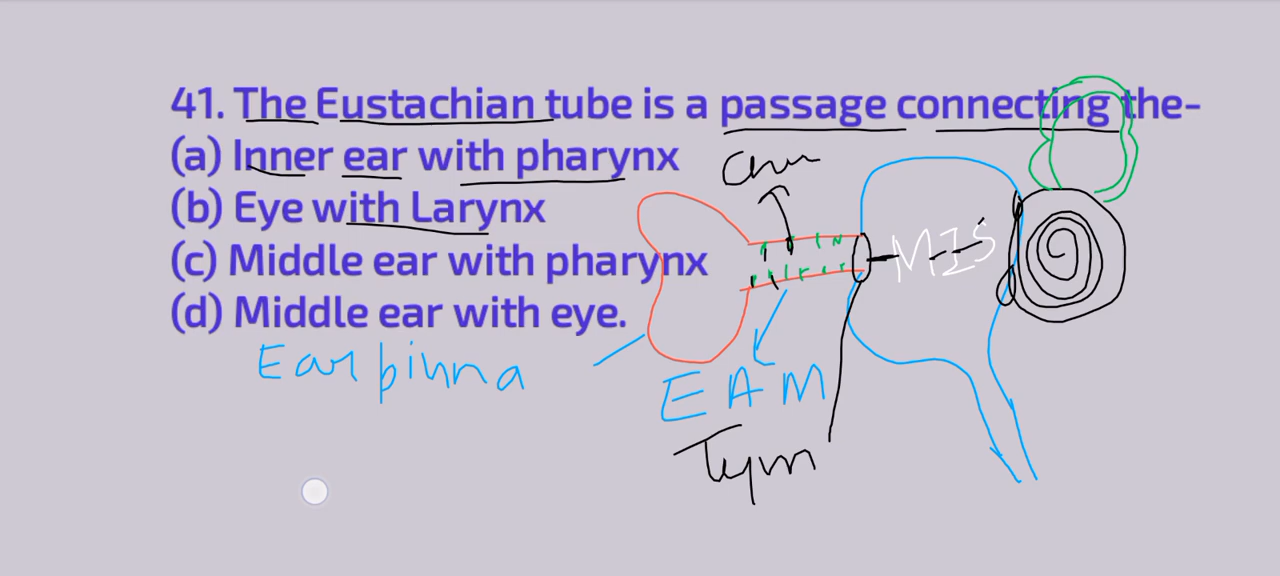 41. The Eustachian tube is a passage connecting the-
(a) Inner ear with pharynx
(b) Eye with Larynx
(c) Middle ear with pharynx
(d) Middle ear with eye.
MIS
Ear pinna
EAM
Tym